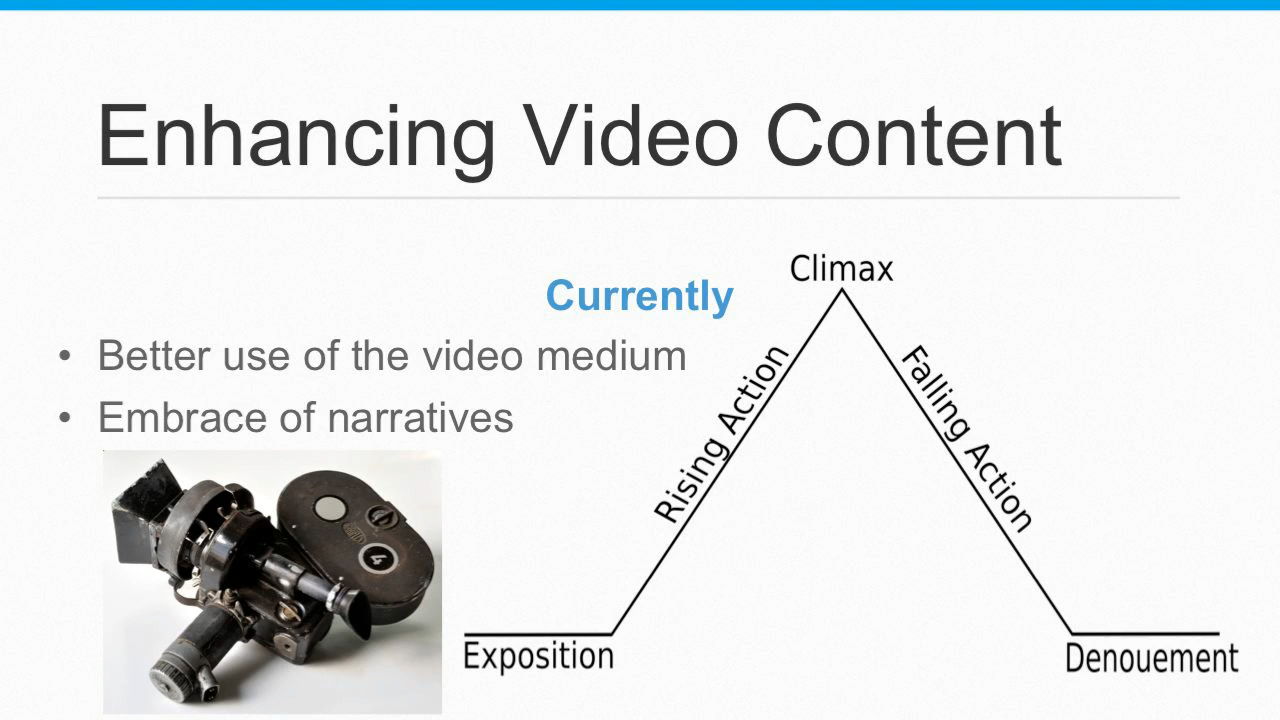 Enhancing Video Content
Currently
• Better use of the video medium
• Embrace of narratives
Climax
Rising Action
Falling Action
Exposition
Denouement
4